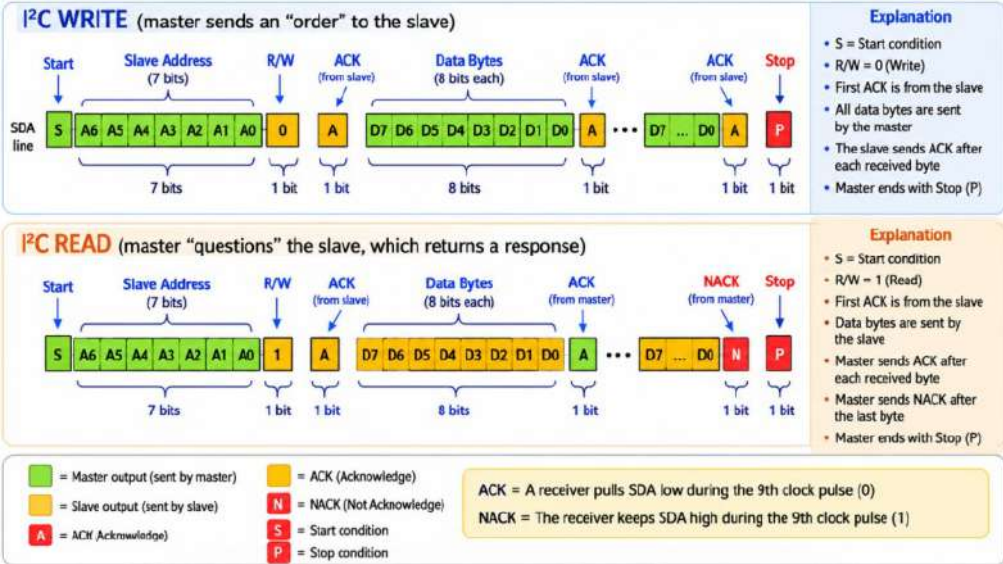 I²C WRITE (master sends an “order” to the slave)
Start
Slave Address
(7 bits)
R/W
ACK
(from slave)
Data Bytes
(8 bits each)
ACK
(from slave)
ACK
(from slave)
Stop
SDA
line
S A6 A5 A4 A3 A2 A1 A0 0 A D7 D6 D5 D4 D3 D2 D1 D0 A ••• D7 ... D0 A P
7 bits 1 bit 1 bit 8 bits 1 bit 1 bit 1 bit
Explanation
• S = Start condition
• R/W = 0 (Write)
• First ACK is from the slave
• All data bytes are sent
by the master
• The slave sends ACK after
each received byte
• Master ends with Stop (P)
I²C READ (master “questions” the slave, which returns a response)
Start
Slave Address
(7 bits)
R/W
ACK
(from slave)
Data Bytes
(8 bits each)
ACK
(from master)
NACK
(from master)
Stop
S A6 A5 A4 A3 A2 A1 A0 1 A D7 D6 D5 D4 D3 D2 D1 D0 A ••• D7 ... D0 N P
7 bits 1 bit 1 bit 8 bits 1 bit 1 bit 1 bit
Explanation
• S = Start condition
• R/W = 1 (Read)
• First ACK is from the slave
• Data bytes are sent by
the slave
• Master sends ACK after
each received byte
• Master sends NACK after
the last byte
• Master ends with Stop (P)
= Master output (sent by master)
= Slave output (sent by slave)
A = ACK (Acknowledge)
= ACK (Acknowledge)
N = NACK (Not Acknowledge)
S = Start condition
P = Stop condition
ACK = A receiver pulls SDA low during the 9th clock pulse (0)
NACK = The receiver keeps SDA high during the 9th clock pulse (1)